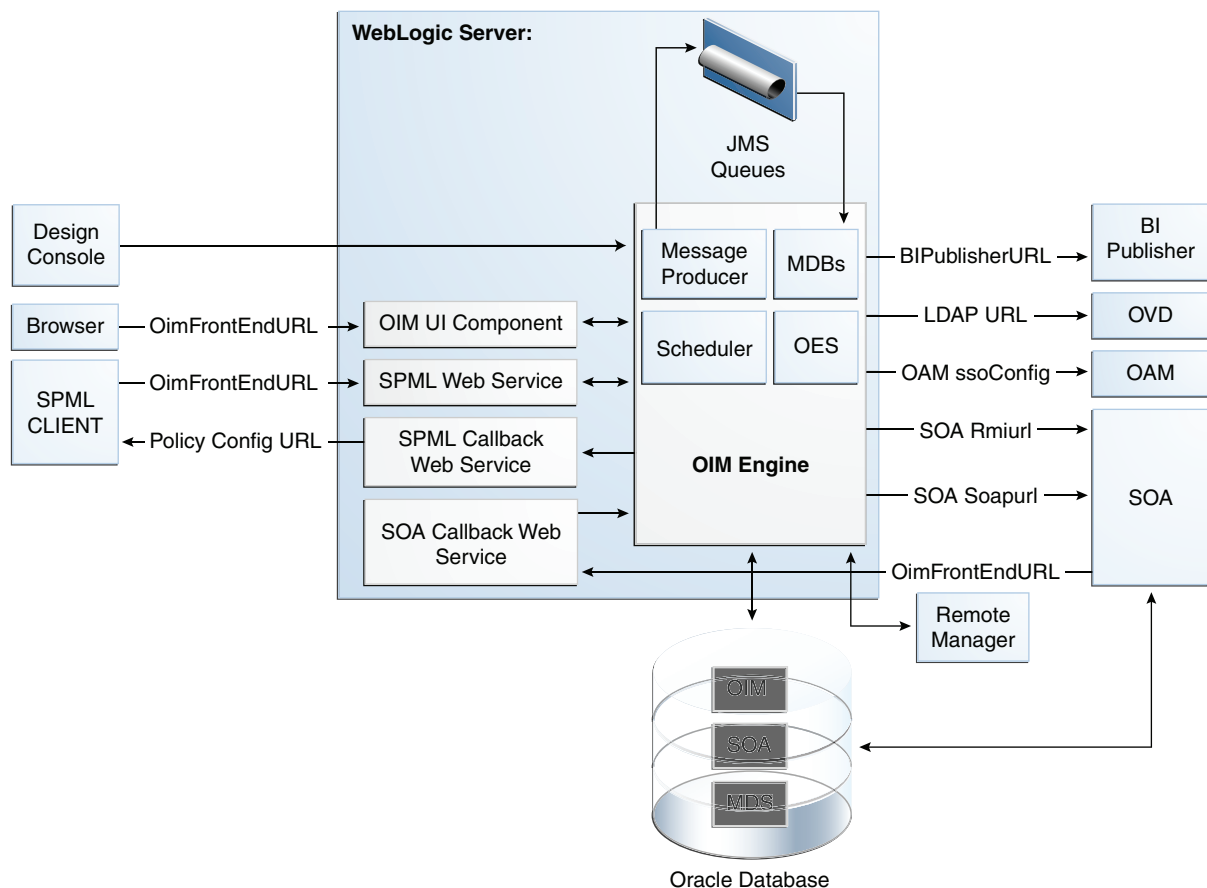 WebLogic Server:
JMS
Queues
Design
Console
Message
Producer
MDBs
BIPublisherURL
BI
Publisher
Browser
OimFrontEndURL
OIM UI Component
Scheduler
OES
LDAP URL
OVD
SPML
CLIENT
OimFrontEndURL
SPML Web Service
OAM ssoConfig
OAM
Policy Config URL
SPML Callback
Web Service
OIM Engine
SOA Rmiurl
SOA Soapurl
SOA
SOA Callback Web
Service
OimFrontEndURL
Remote
Manager
OIM
SOA
MDS
Oracle Database